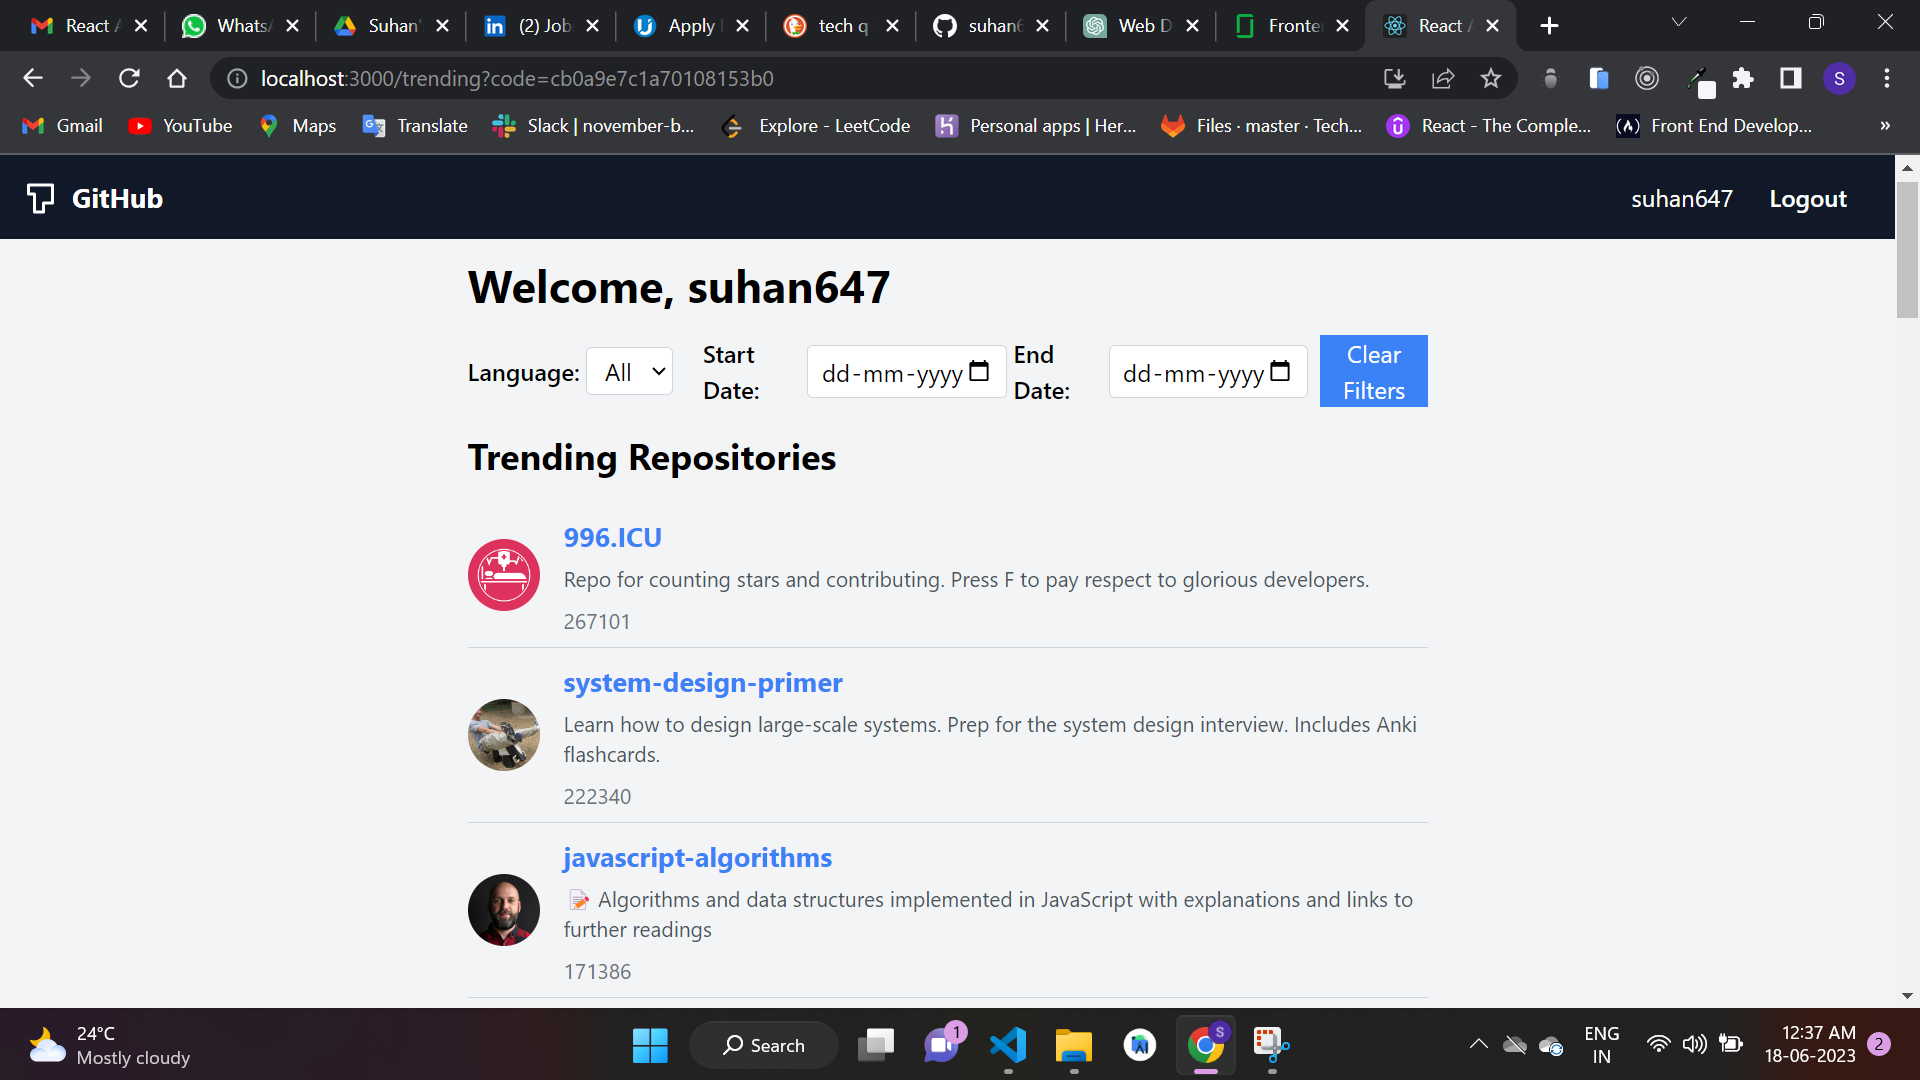 React A
WhatsA
Suhan'
(2) Job
Apply
tech q
suhan6
Web D
Fronte
React A
localhost:3000/trending?code=cb0a9e7c1a70108153b0
S
Gmail
YouTube
Maps
Translate
Slack | november-b...
Explore - LeetCode
Personal apps | Her...
Files · master · Tech...
React - The Comple...
Front End Develop...
»
GitHub
suhan647
Logout
Welcome, suhan647
Language:
All
Start
Date:
dd-mm-yyyy
End
Date:
dd-mm-yyyy
Clear
Filters
Trending Repositories
996.ICU
Repo for counting stars and contributing. Press F to pay respect to glorious developers.
267101
system-design-primer
Learn how to design large-scale systems. Prep for the system design interview. Includes Anki
flashcards.
222340
javascript-algorithms
📝 Algorithms and data structures implemented in JavaScript with explanations and links to
further readings
171386
24°C
Mostly cloudy
Search
1
S
ENG
IN
12:37 AM
18-06-2023
2